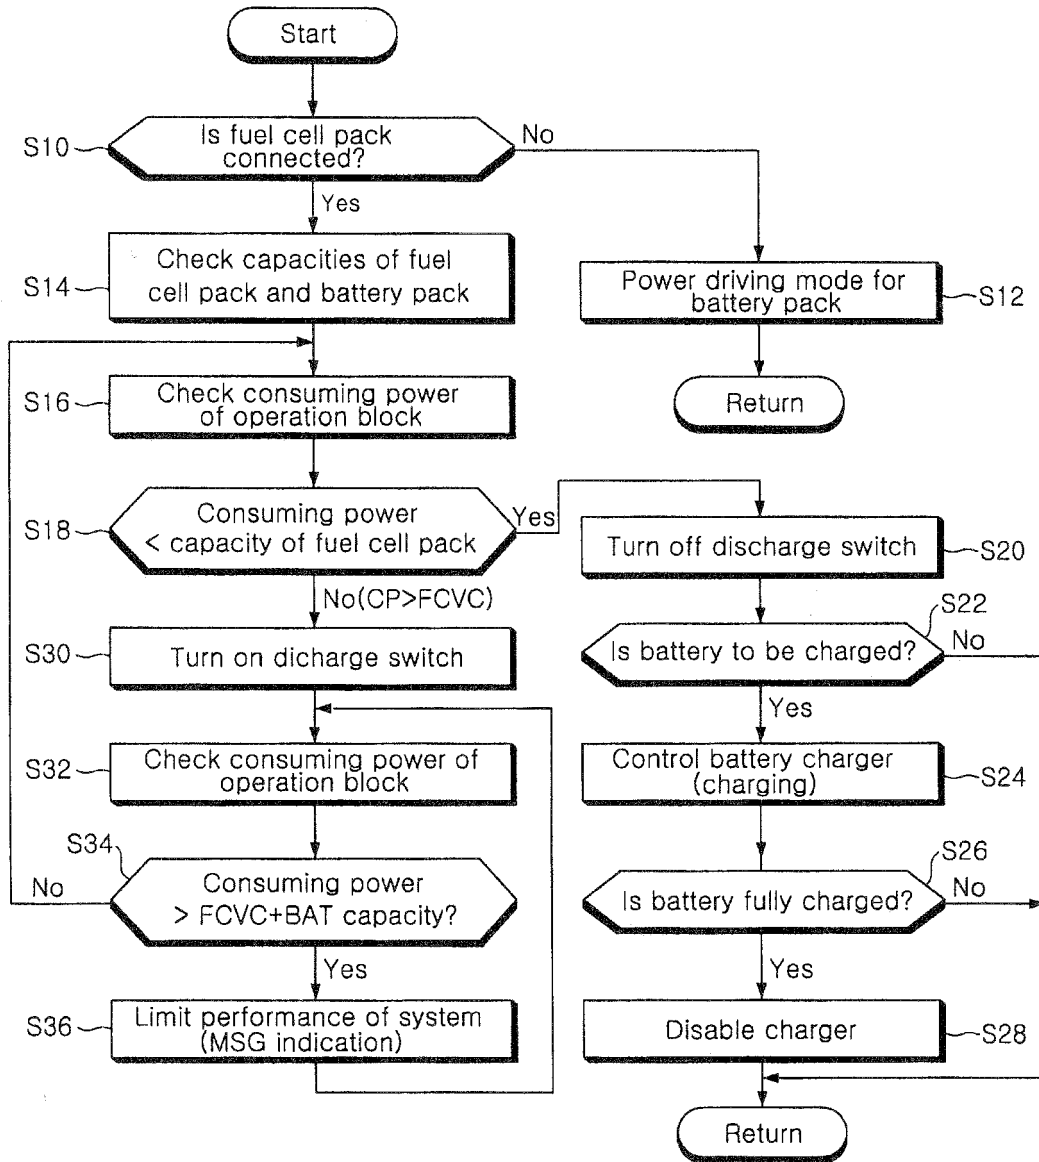 Start
S10
Is fuel cell pack
connected?
No
Yes
S14
Check capacities of fuel
cell pack and battery pack
Power driving mode for
battery pack
S12
Return
S16
Check consuming power
of operation block
S18
Consuming power
< capacity of fuel cell pack
Yes
No(CP>FCVC)
Turn off discharge switch
S20
S22
Is battery to be charged?
No
Yes
S30
Turn on dicharge switch
S32
Check consuming power of
operation block
Control battery charger
(charging)
S24
S34
No
Consuming power
> FCVC+BAT capacity?
Yes
S26
Is battery fully charged?
No
Yes
S36
Limit performance of system
(MSG indication)
Disable charger
S28
Return